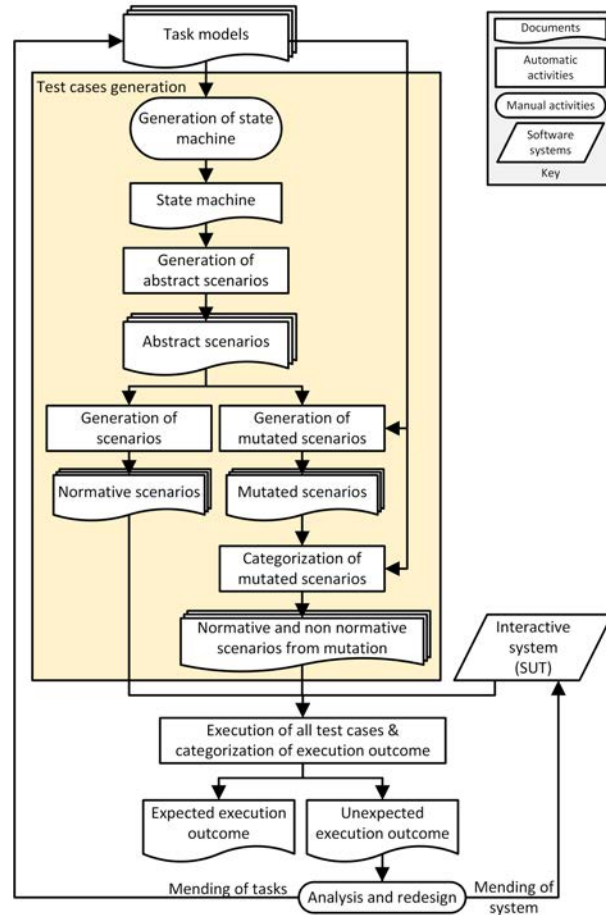 Task models
Documents
Automatic
activities
Manual activities
Software
systems
Key
Test cases generation
Generation of state
machine
State machine
Generation of
abstract scenarios
Abstract scenarios
Generation of
scenarios
Generation of
mutated scenarios
Normative scenarios
Mutated scenarios
Categorization of
mutated scenarios
Normative and non normative
scenarios from mutation
Interactive
system
(SUT)
Execution of all test cases &
categorization of execution outcome
Expected execution
outcome
Unexpected
execution outcome
Mending of tasks
Analysis and redesign
Mending of
system